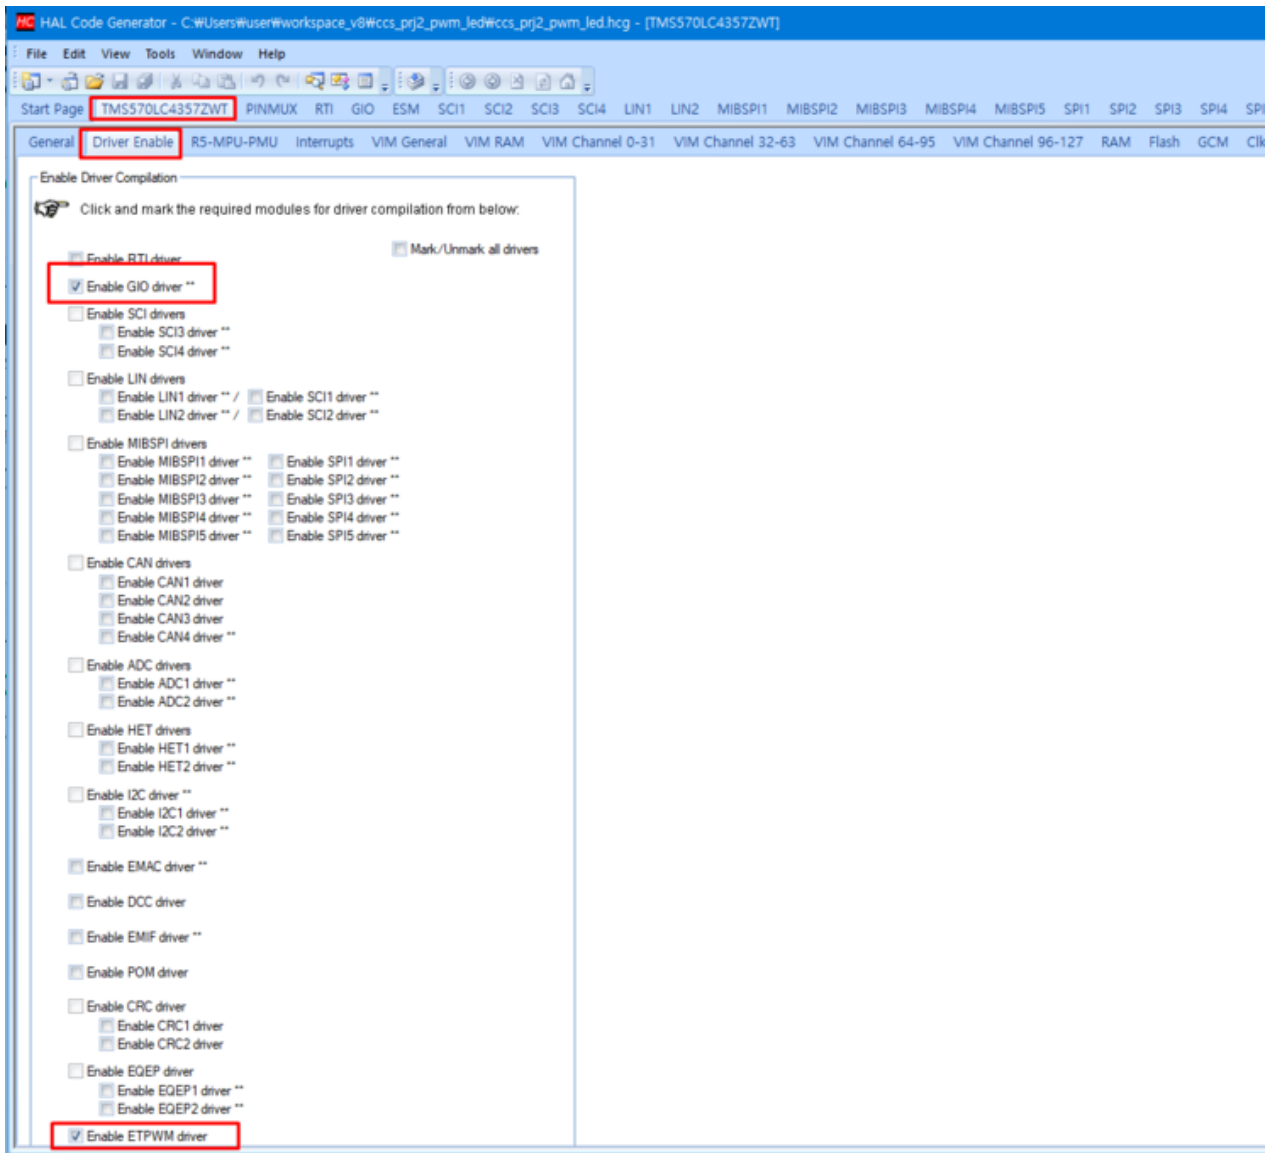 HC HAL Code Generator - C:₩Users₩user₩workspace_v8₩ccs_prj2_pwm_led₩ccs_prj2_pwm_led.hcg - [TMS570LC4357ZWT]
File Edit View Tools Window Help
Start Page TMS570LC4357ZWT PINMUX RTI GIO ESM SCI1 SCI2 SCI3 SCI4 LIN1 LIN2 MIBSPI1 MIBSPI2 MIBSPI3 MIBSPI4 MIBSPI5 SPI1 SPI2 SPI3 SPI4 SPI
General Driver Enable R5-MPU-PMU Interrupts VIM General VIM RAM VIM Channel 0-31 VIM Channel 32-63 VIM Channel 64-95 VIM Channel 96-127 RAM Flash GCM Clk
Enable Driver Compilation
Click and mark the required modules for driver compilation from below:
Mark/Unmark all drivers
Enable RTI driver
Enable GIO driver **
Enable SCI drivers
Enable SCI3 driver **
Enable SCI4 driver **
Enable LIN drivers
Enable LIN1 driver ** / Enable SCI1 driver **
Enable LIN2 driver ** / Enable SCI2 driver **
Enable MIBSPI drivers
Enable MIBSPI1 driver ** Enable SPI1 driver **
Enable MIBSPI2 driver ** Enable SPI2 driver **
Enable MIBSPI3 driver ** Enable SPI3 driver **
Enable MIBSPI4 driver ** Enable SPI4 driver **
Enable MIBSPI5 driver ** Enable SPI5 driver **
Enable CAN drivers
Enable CAN1 driver
Enable CAN2 driver
Enable CAN3 driver
Enable CAN4 driver **
Enable ADC drivers
Enable ADC1 driver **
Enable ADC2 driver **
Enable HET drivers
Enable HET1 driver **
Enable HET2 driver **
Enable I2C driver **
Enable I2C1 driver **
Enable I2C2 driver **
Enable EMAC driver **
Enable DCC driver
Enable EMIF driver **
Enable POM driver
Enable CRC driver
Enable CRC1 driver
Enable CRC2 driver
Enable EQEP driver
Enable EQEP1 driver **
Enable EQEP2 driver **
Enable ETPWM driver